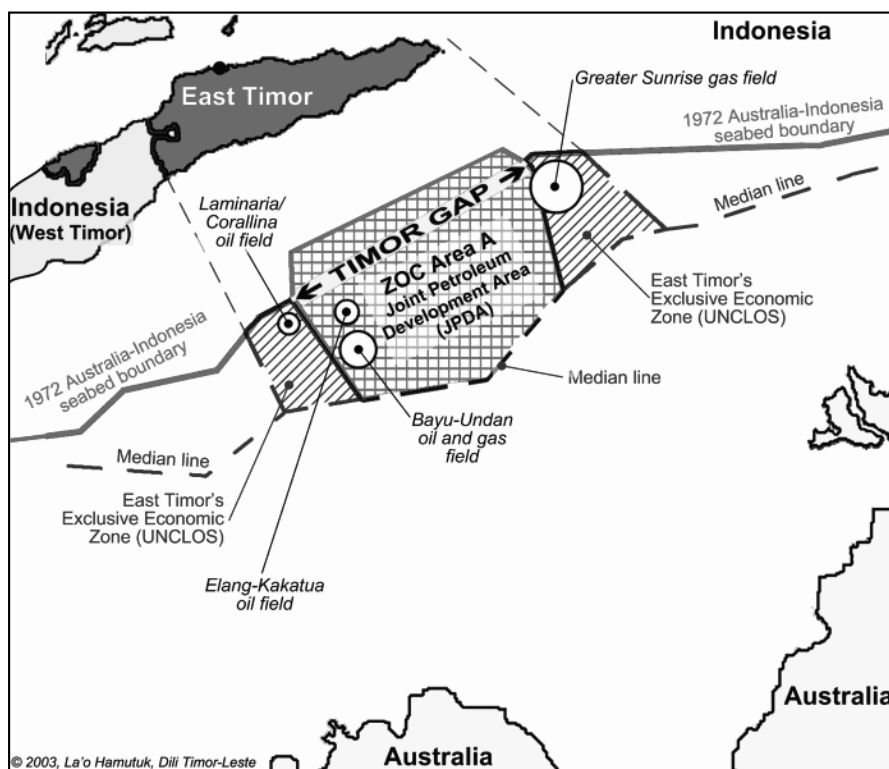 Indonesia
Greater Sunrise gas field
East Timor
1972 Australia-Indonesia
seabed boundary
Indonesia
(West Timor)
Laminaria/
Corallina
oil field
TIMOR GAP
Median line
ZOC Area A
Joint Petroleum
Development Area
(JPDA)
East Timor's
Exclusive Economic
Zone (UNCLOS)
1972 Australia-Indonesia
seabed boundary
Median line
Bayu-Undan
oil and gas
field
Median line
East Timor's
Exclusive Economic
Zone (UNCLOS)
Elang-Kakatua
oil field
Australia
Australia
© 2003, La'o Hamutuk, Dili Timor-Leste